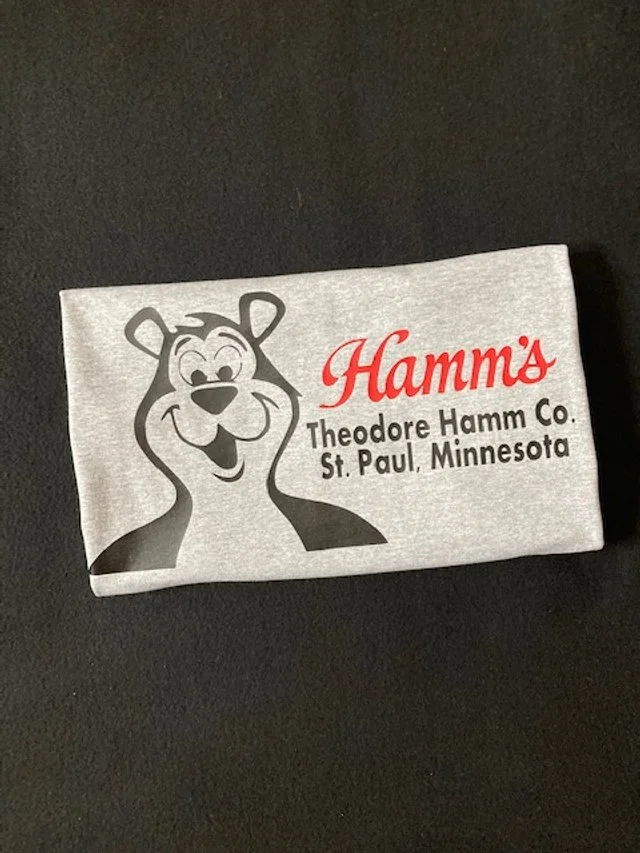 Hamm's
Theodore Hamm Co.
St. Paul, Minnesota